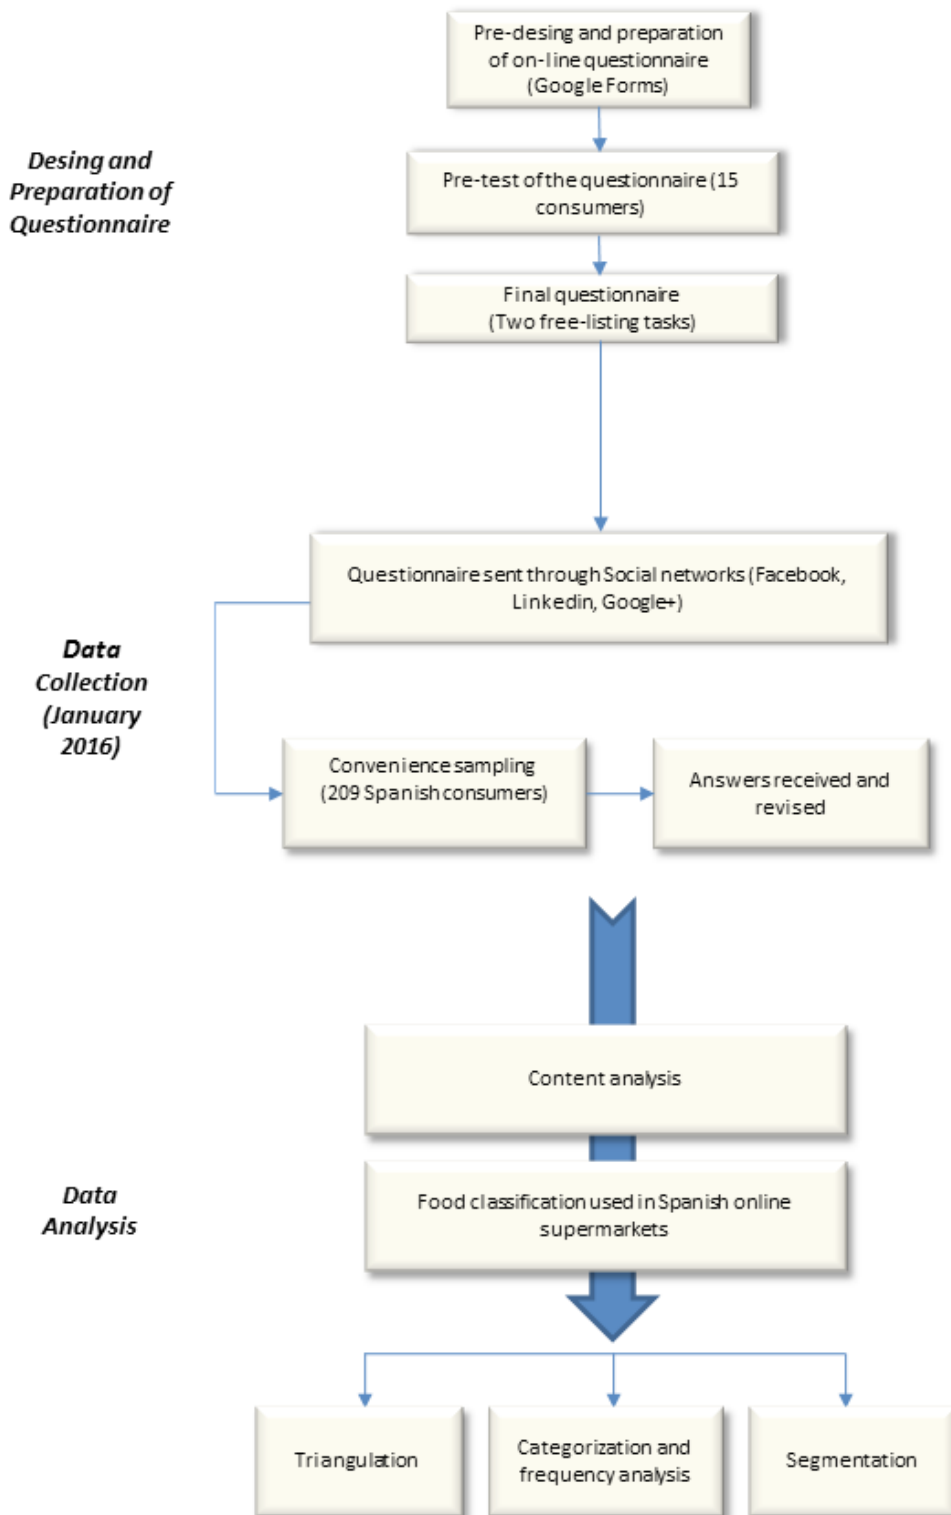 Pre-desing and preparation
of on-line questionnaire
(Google Forms)
Desing and
Preparation of
Questionnaire
Pre-test of the questionnaire (15
consumers)
Final questionnaire
(Two free-listing tasks)
Questionnaire sent through Social networks (Facebook,
Linkedin, Google+)
Data
Collection
(January
2016)
Convenience sampling
(209 Spanish consumers)
Answers received and
revised
Content analysis
Data
Analysis
Food classification used in Spanish online
supermarkets
Triangulation
Categorization and
frequency analysis
Segmentation